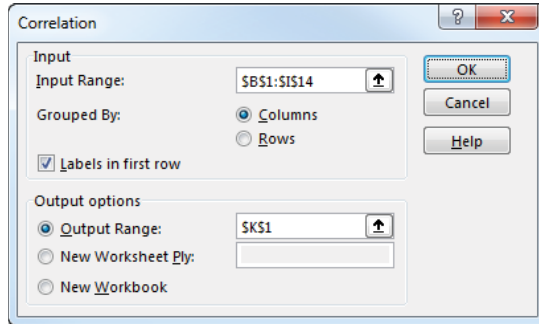 Correlation
?
X
Input
Input Range: $B$1:$I$14
Grouped By: Columns
Rows
Labels in first row
Output options
Output Range: $K$1
New Worksheet Ply:
New Workbook
OK
Cancel
Help